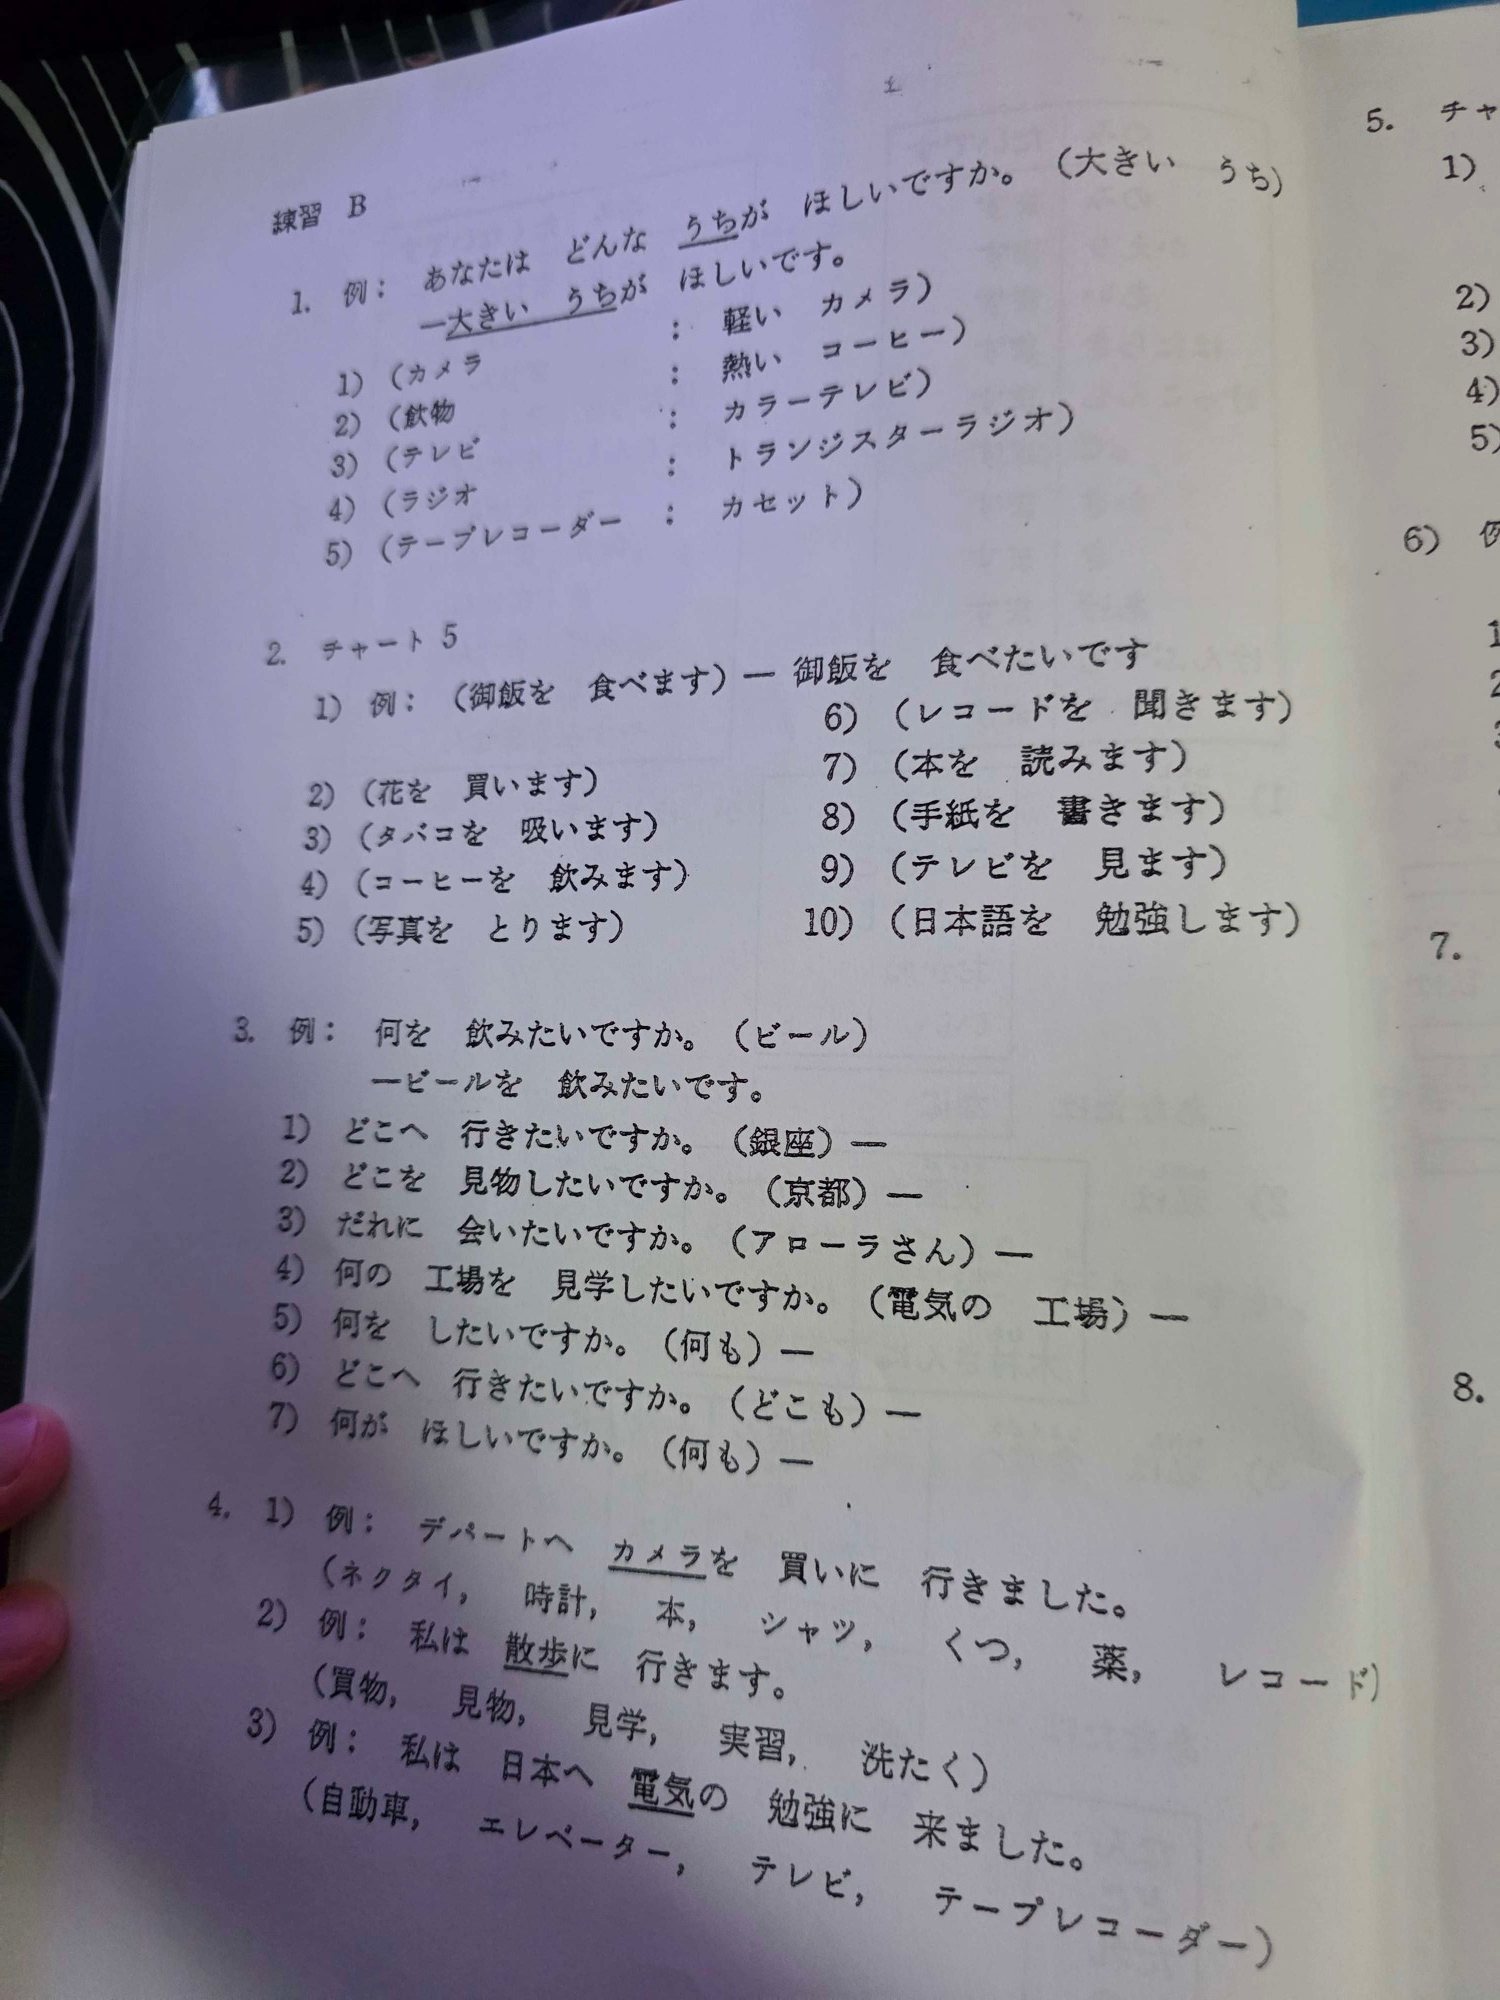 練習 B
1. 例： あなたは どんな うちが ほしいですか。（大きい うち）
—大きい うちが ほしいです。
1) （カメラ ： 軽い カメラ）
2) （飲物 ： 熱い コーヒー）
3) （テレビ ： カラーテレビ）
4) （ラジオ ： トランジスターラジオ）
5) （テープレコーダー ： カセット）
2. チャート 5
1) 例： （御飯を 食べます）— 御飯を 食べたいです
2) （花を 買います）
3) （タバコを 吸います）
4) （コーヒーを 飲みます）
5) （写真を とります）
6) （レコードを 聞きます）
7) （本を 読みます）
8) （手紙を 書きます）
9) （テレビを 見ます）
10) （日本語を 勉強します）
3. 例： 何を 飲みたいですか。（ビール）
—ビールを 飲みたいです。
1) どこへ 行きたいですか。（銀座）—
2) どこを 見物したいですか。（京都）—
3) だれに 会いたいですか。（アローラさん）—
4) 何の 工場を 見学したいですか。（電気の 工場）—
5) 何を したいですか。（何も）—
6) どこへ 行きたいですか。（どこも）—
7) 何が ほしいですか。（何も）—
4. 1) 例： デパートへ カメラを 買いに 行きました。
（ネクタイ， 時計， 本， シャツ， くつ， 薬， レコード）
2) 例： 私は 散歩に 行きます。
（買物， 見物， 見学， 実習， 洗たく）
3) 例： 私は 日本へ 電気の 勉強に 来ました。
（自動車， エレベーター， テレビ， テープレコーダー）
5. チャ
1)
2)
3)
4)
5)
6) 例
7.
8.